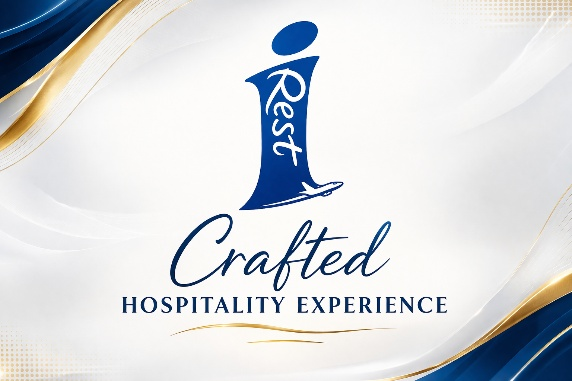 i
Rest
Crafted
HOSPITALITY EXPERIENCE